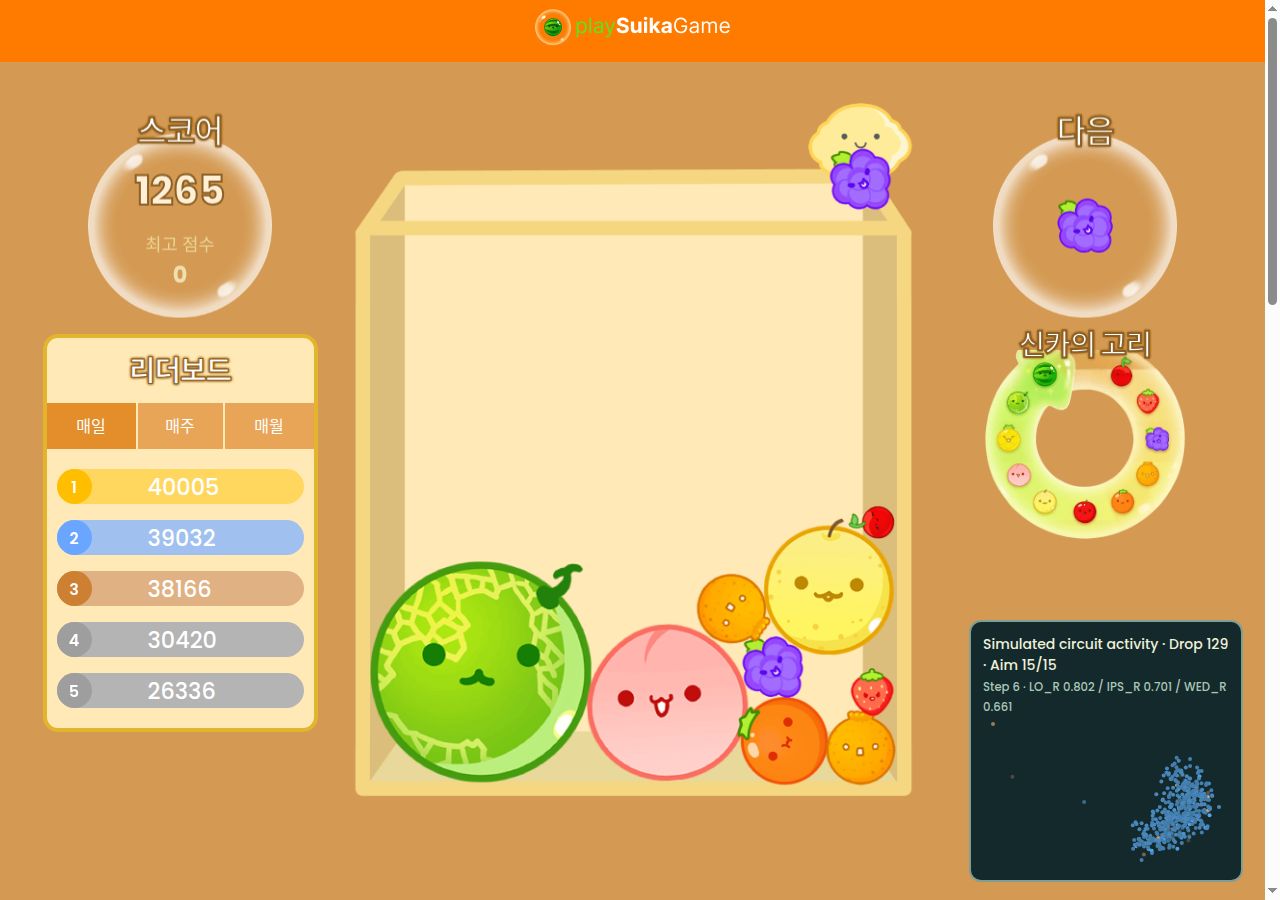 playSuikaGame
스코어
1265
최고 점수
0
리더보드
매일 매주 매월
1 40005
2 39032
3 38166
4 30420
5 26336
다음
신카의 고리
Simulated circuit activity · Drop 129
· Aim 15/15
Step 6 · LO_R 0.802 / IPS_R 0.701 / WED_R
0.661